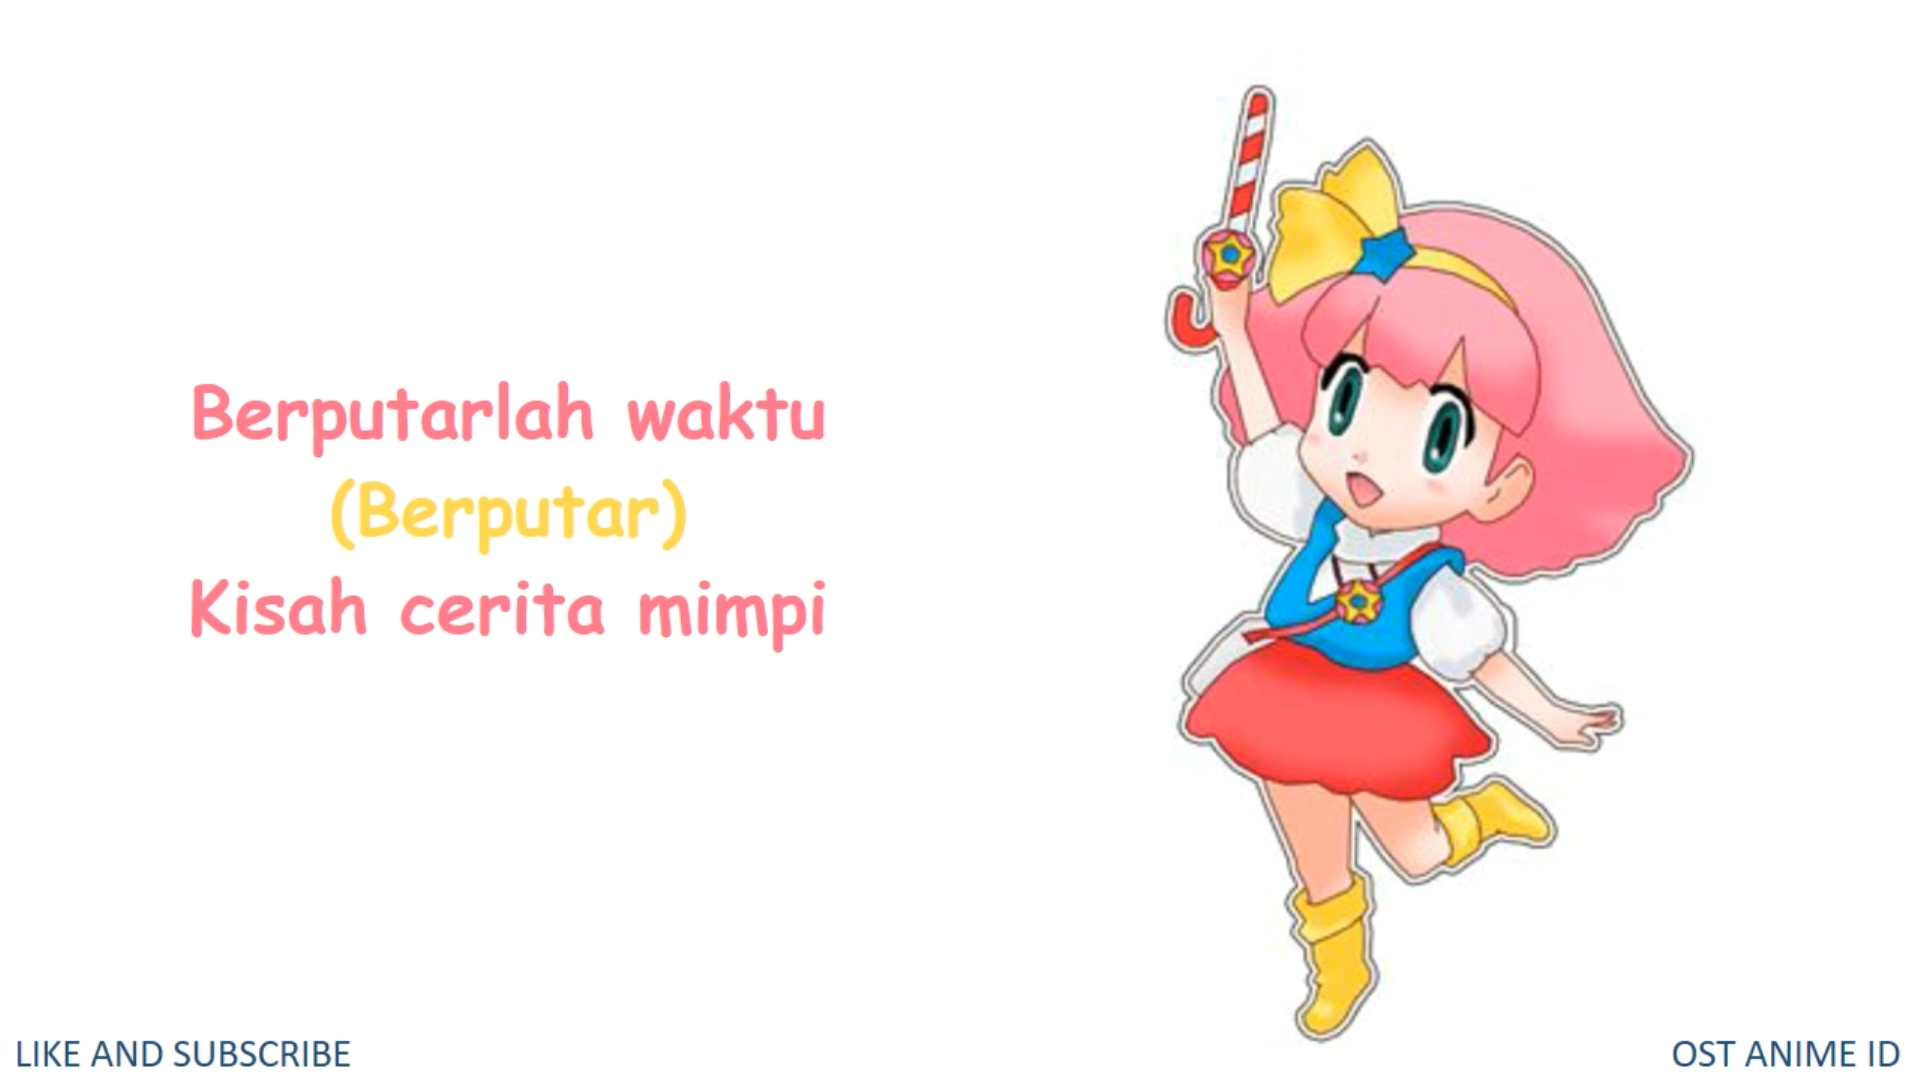 Berputarlah waktu
(Berputar)
Kisah cerita mimpi
LIKE AND SUBSCRIBE
OST ANIME ID